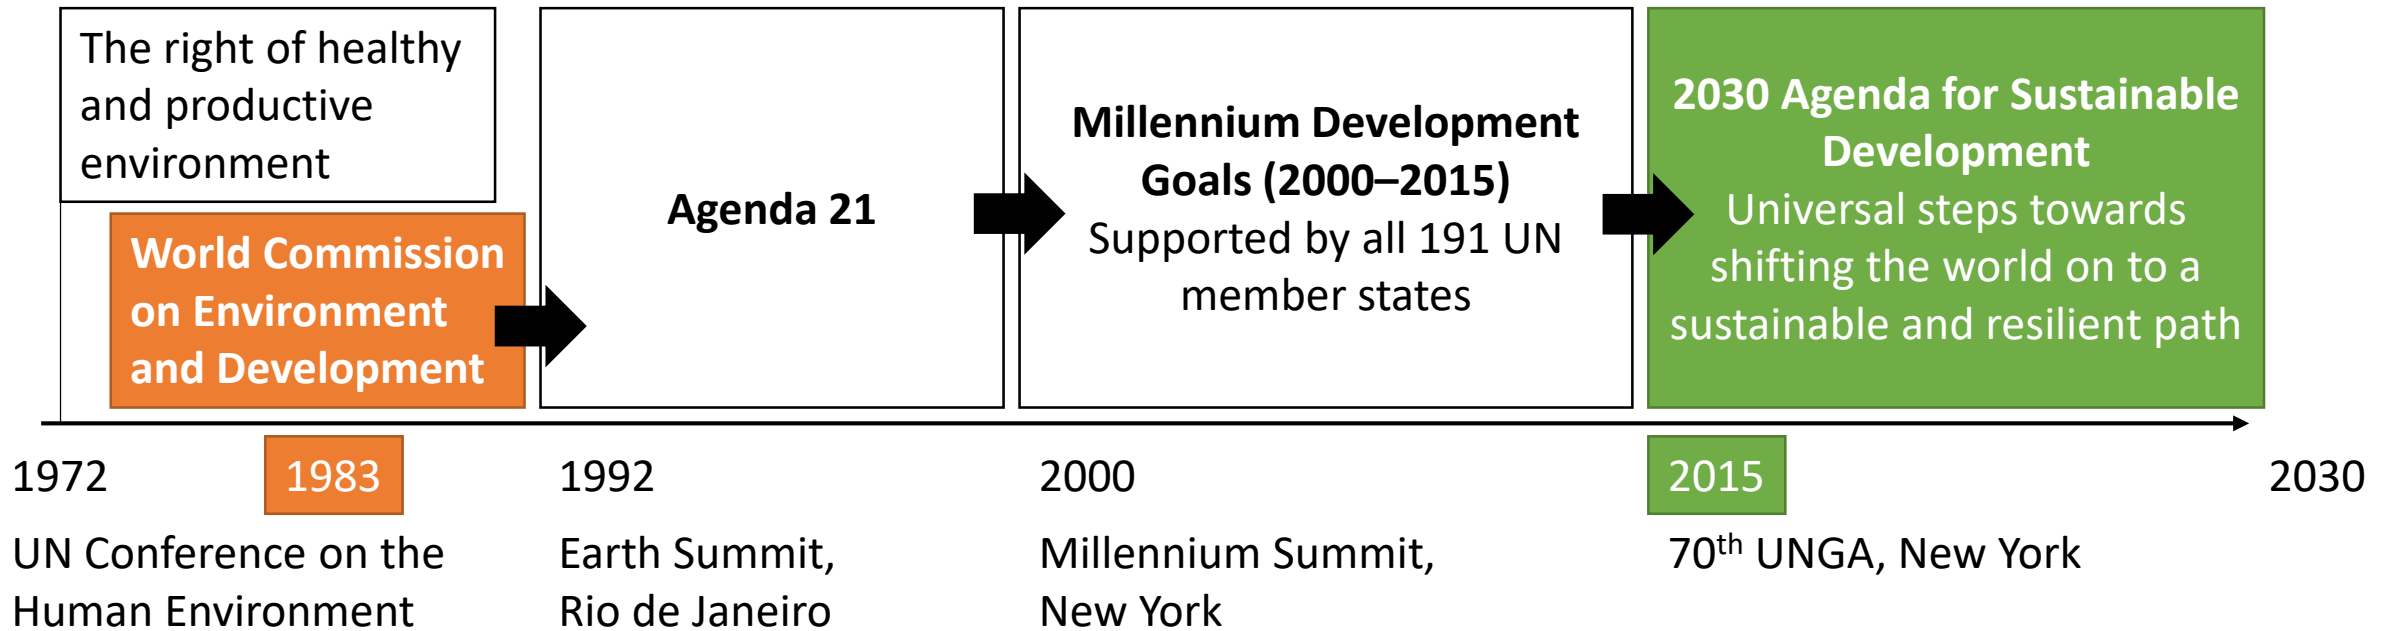 The right of healthy
and productive
environment
World Commission
on Environment
and Development
Agenda 21
Millennium Development
Goals (2000–2015)
Supported by all 191 UN
member states
2030 Agenda for Sustainable
Development
Universal steps towards
shifting the world on to a
sustainable and resilient path
1972
1983
1992
2000
2015
2030
UN Conference on the
Human Environment
Earth Summit,
Rio de Janeiro
Millennium Summit,
New York
70th UNGA, New York